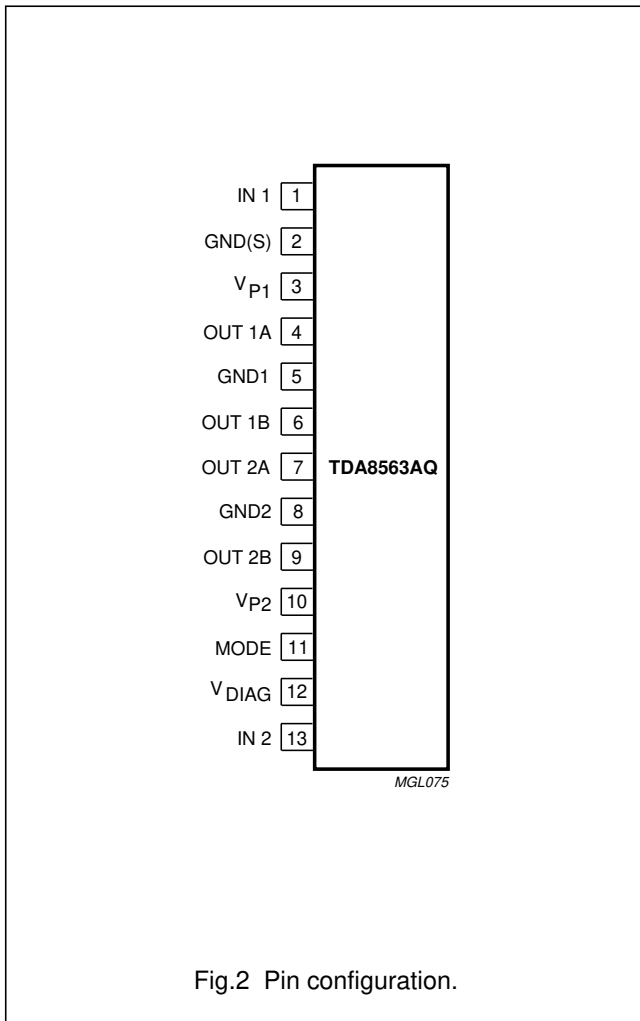 IN 1 1
GND(S) 2
VP1 3
OUT 1A 4
GND1 5
OUT 1B 6
OUT 2A 7 TDA8563AQ
GND2 8
OUT 2B 9
VP2 10
MODE 11
VDIAG 12
IN 2 13
MGL075
Fig.2 Pin configuration.